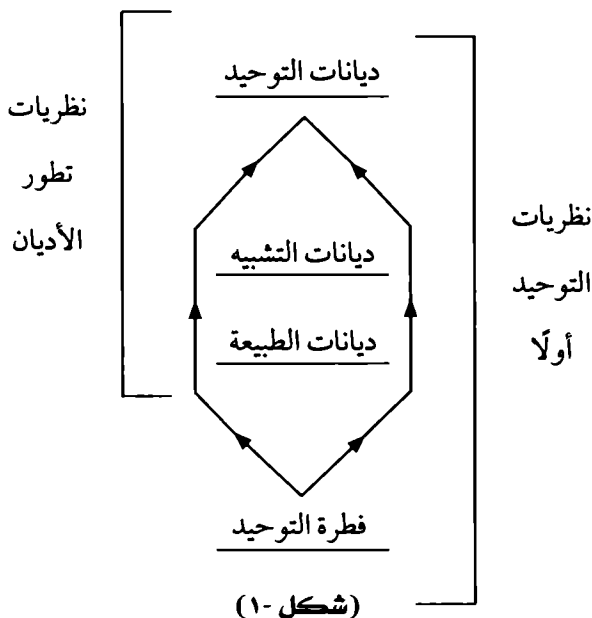 ديانات التوحيد
نظريات
تطور
الأديان
نظريات
التوحيد
أولًا
ديانات التشبيه
ديانات الطبيعة
فطرة التوحيد
(شكل -١)